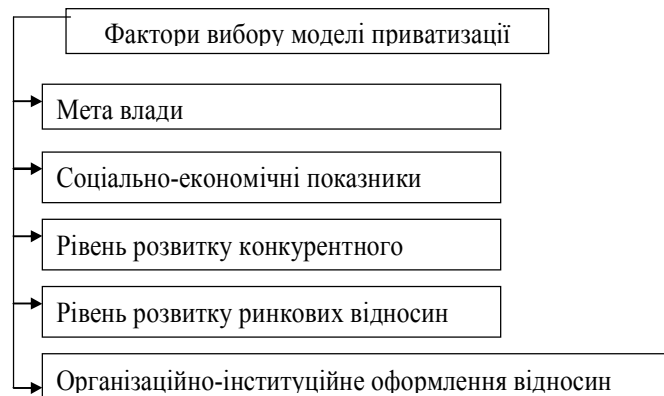 Фактори вибору моделі приватизації
Мета влади
Соціально-економічні показники
Рівень розвитку конкурентного
Рівень розвитку ринкових відносин
Організаційно-інституційне оформлення відносин